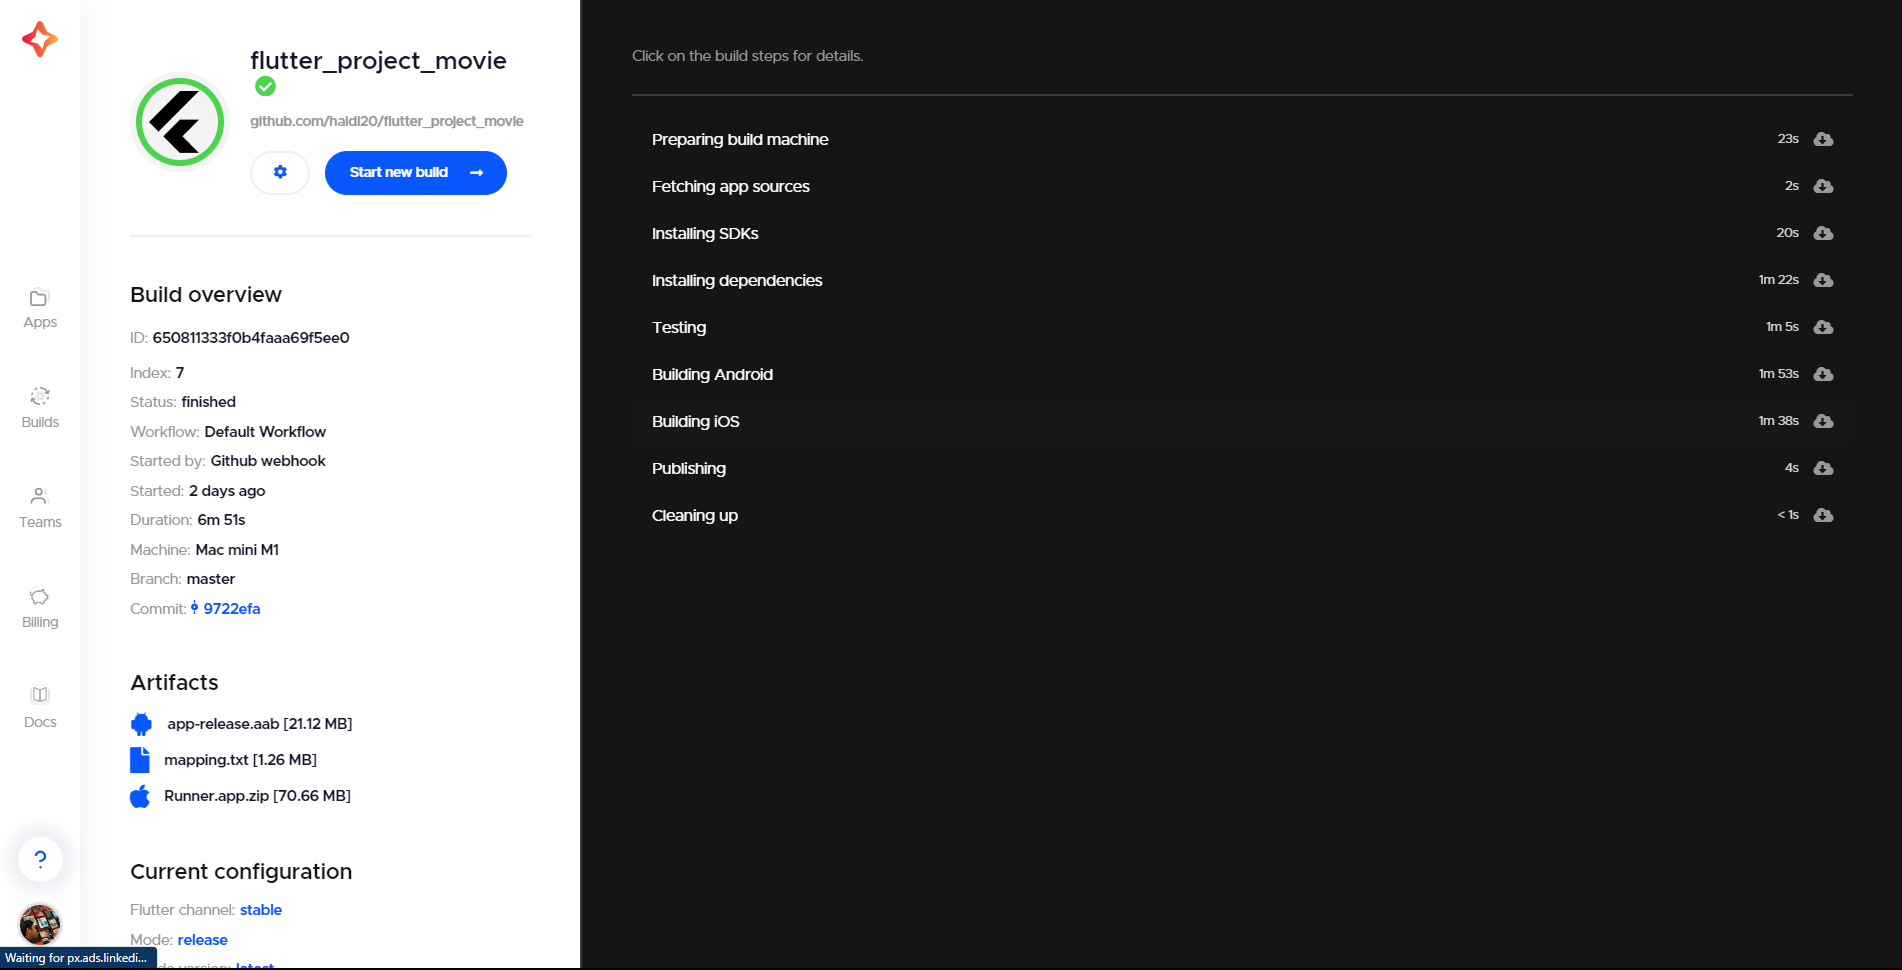 flutter_project_movie
github.com/haidi20/flutter_project_movie
Start new build
Apps
Builds
Teams
Billing
Docs
?
Build overview
ID: 650811333f0b4faaa69f5ee0
Index: 7
Status: finished
Workflow: Default Workflow
Started by: Github webhook
Started: 2 days ago
Duration: 6m 51s
Machine: Mac mini M1
Branch: master
Commit: 9722efa
Artifacts
app-release.aab [21.12 MB]
mapping.txt [1.26 MB]
Runner.app.zip [70.66 MB]
Current configuration
Flutter channel: stable
Mode: release
latest
Waiting for px.ads.linkedi...
Click on the build steps for details.
Preparing build machine 23s
Fetching app sources 2s
Installing SDKs 20s
Installing dependencies 1m 22s
Testing 1m 5s
Building Android 1m 53s
Building iOS 1m 38s
Publishing 4s
Cleaning up < 1s